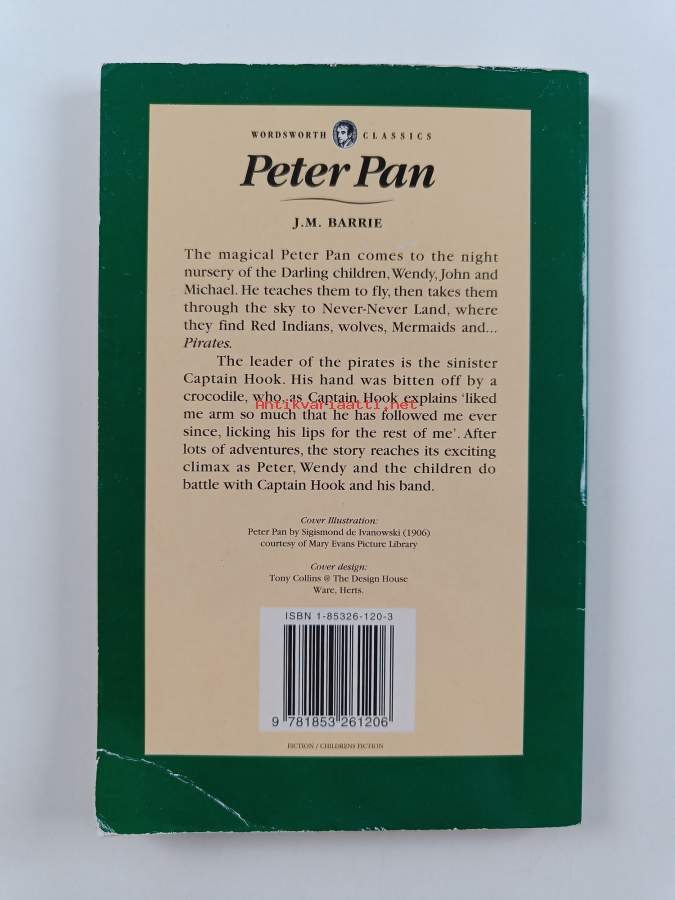 WORDSWORTH CLASSICS
Peter Pan
J.M. BARRIE
The magical Peter Pan comes to the night
nursery of the Darling children, Wendy, John and
Michael. He teaches them to fly, then takes them
through the sky to Never-Never Land, where
they find Red Indians, wolves, Mermaids and...
Pirates.
The leader of the pirates is the sinister
Captain Hook. His hand was bitten off by a
crocodile, who, as Captain Hook explains ‘liked
Antikvariaatti.net
me arm so much that he has followed me ever
since, licking his lips for the rest of me’. After
lots of adventures, the story reaches its exciting
climax as Peter, Wendy and the children do
battle with Captain Hook and his band.
Cover Illustration:
Peter Pan by Sigismond de Ivanowski (1906)
courtesy of Mary Evans Picture Library
Cover design:
Tony Collins @ The Design House
Ware, Herts.
ISBN 1-85326-120-3
9 781853 261206
FICTION / CHILDRENS FICTION